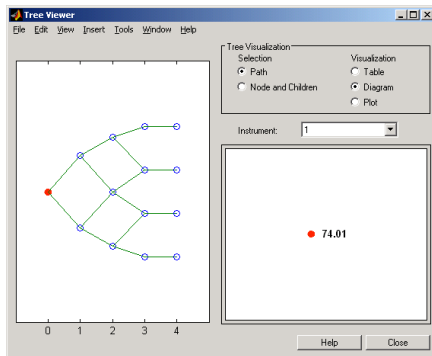 Tree Viewer
File Edit View Insert Tools Window Help
Tree Visualization
Selection Visualization
Path Table
Node and Children Diagram
Plot
Instrument: 1
74.01
0 1 2 3 4
Help Close